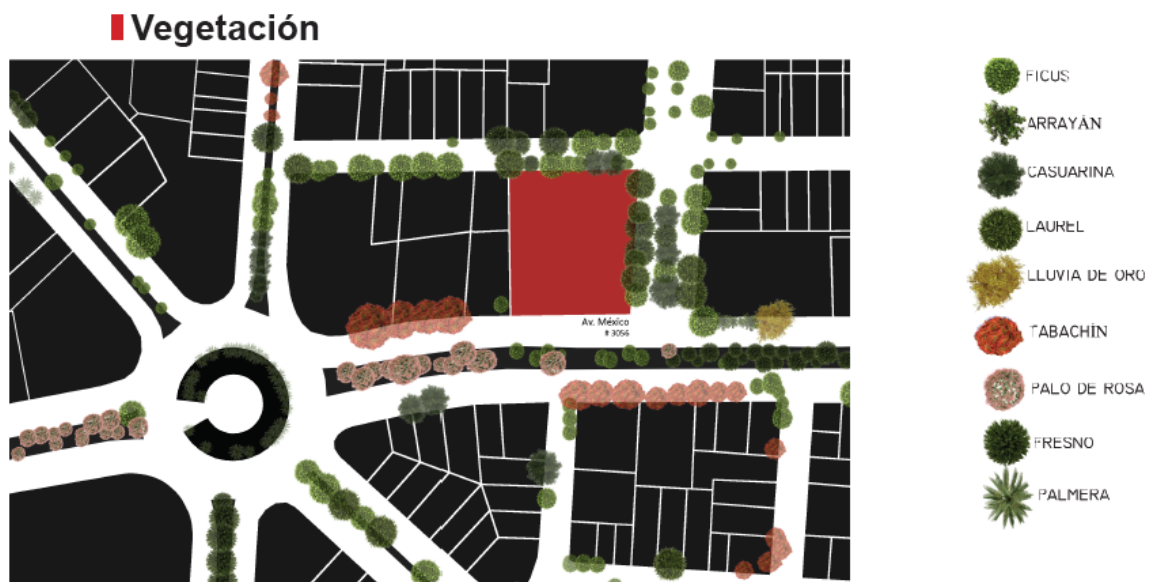 Vegetación
Av. México
# 3056
FICUS
ARRAYÁN
CASUARINA
LAUREL
LLUVIA DE ORO
TABACHÍN
PALO DE ROSA
FRESNO
PALMERA